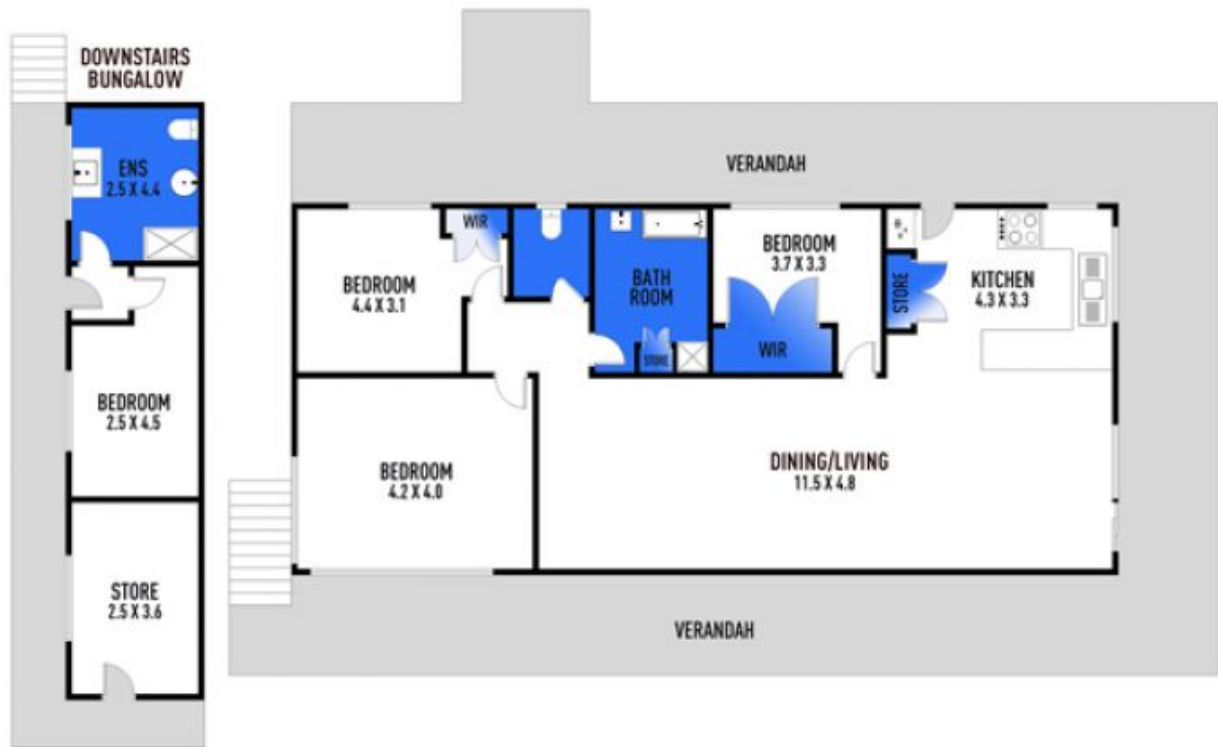 DOWNSTAIRS
BUNGALOW
ENS
2.5 X 4.4
BEDROOM
2.5 X 4.5
STORE
2.5 X 3.6
VERANDAH
WIR
BEDROOM
4.4 X 3.1
BATH
ROOM
STORE
BEDROOM
3.7 X 3.3
WIR
STORE
KITCHEN
4.3 X 3.3
BEDROOM
4.2 X 4.0
DINING/LIVING
11.5 X 4.8
VERANDAH